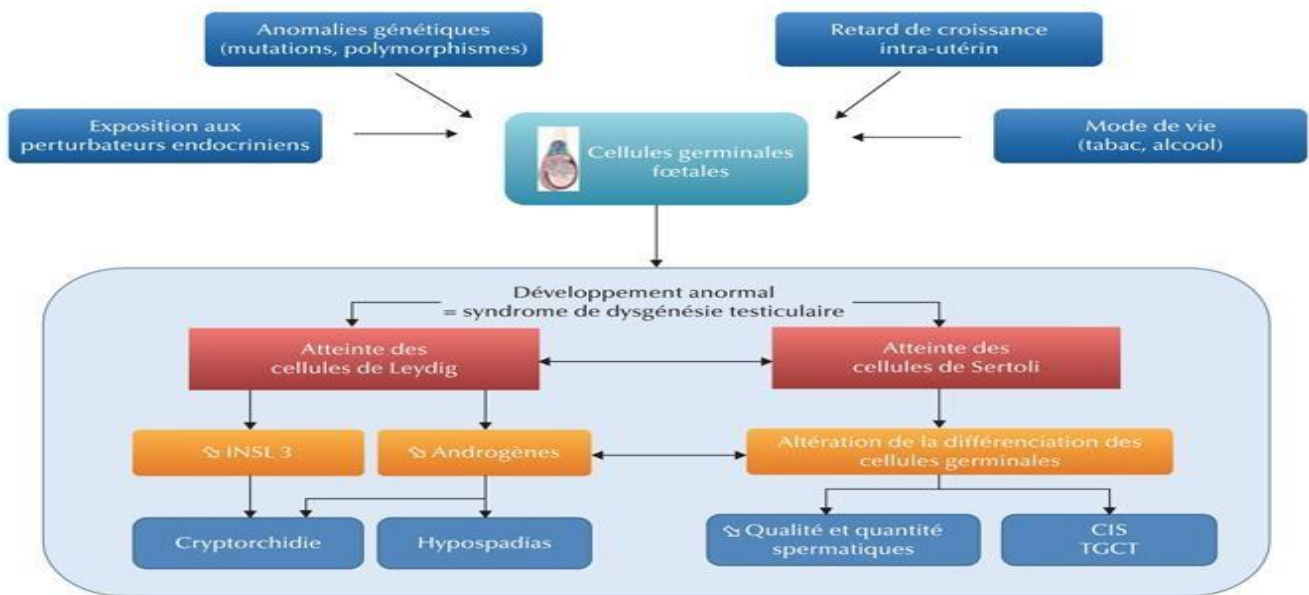 Anomalies génétiques
(mutations, polymorphismes)
Retard de croissance
intra-utérin
Exposition aux
perturbateurs endocriniens
Mode de vie
(tabac, alcool)
Cellules germinales
fœtales
Développement anormal
= syndrome de dysgénésie testiculaire
Atteinte des
cellules de Leydig
Atteinte des
cellules de Sertoli
⇘ INSL 3
⇘ Androgènes
Altération de la différenciation des
cellules germinales
Cryptorchidie
Hypospadias
⇘ Qualité et quantité
spermatiques
CIS
TGCT